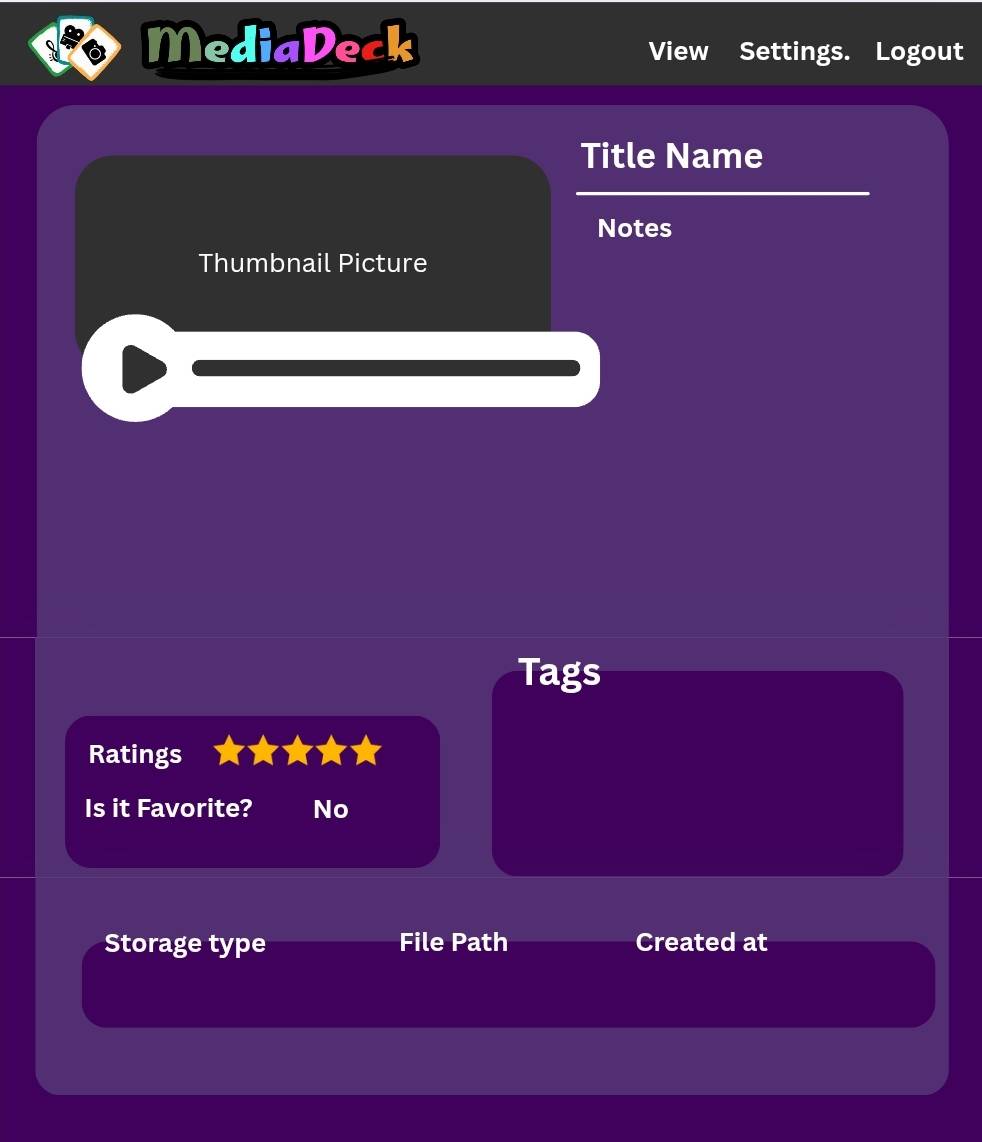 MediaDeck
View Settings. Logout
Title Name
Notes
Thumbnail Picture
Tags
Ratings
Is it Favorite? No
Storage type File Path Created at